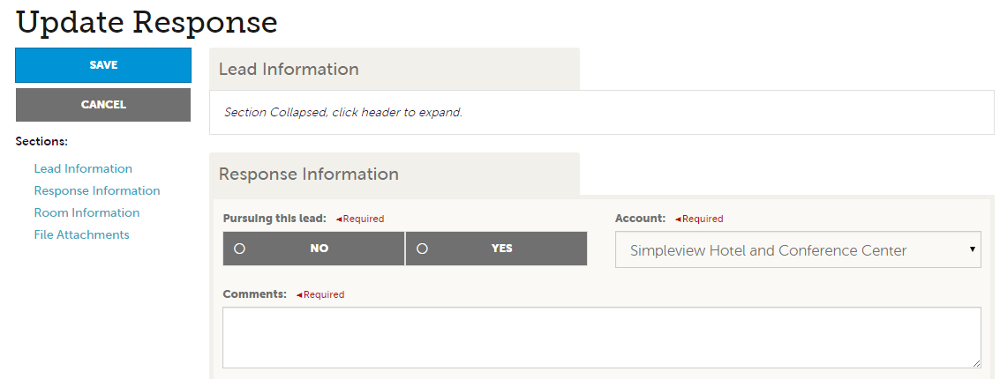 Update Response
SAVE
CANCEL
Sections:
Lead Information
Response Information
Room Information
File Attachments
Lead Information
Section Collapsed, click header to expand.
Response Information
Pursuing this lead: ◄Required
NO YES
Account: ◄Required
Simpleview Hotel and Conference Center
Comments: ◄Required